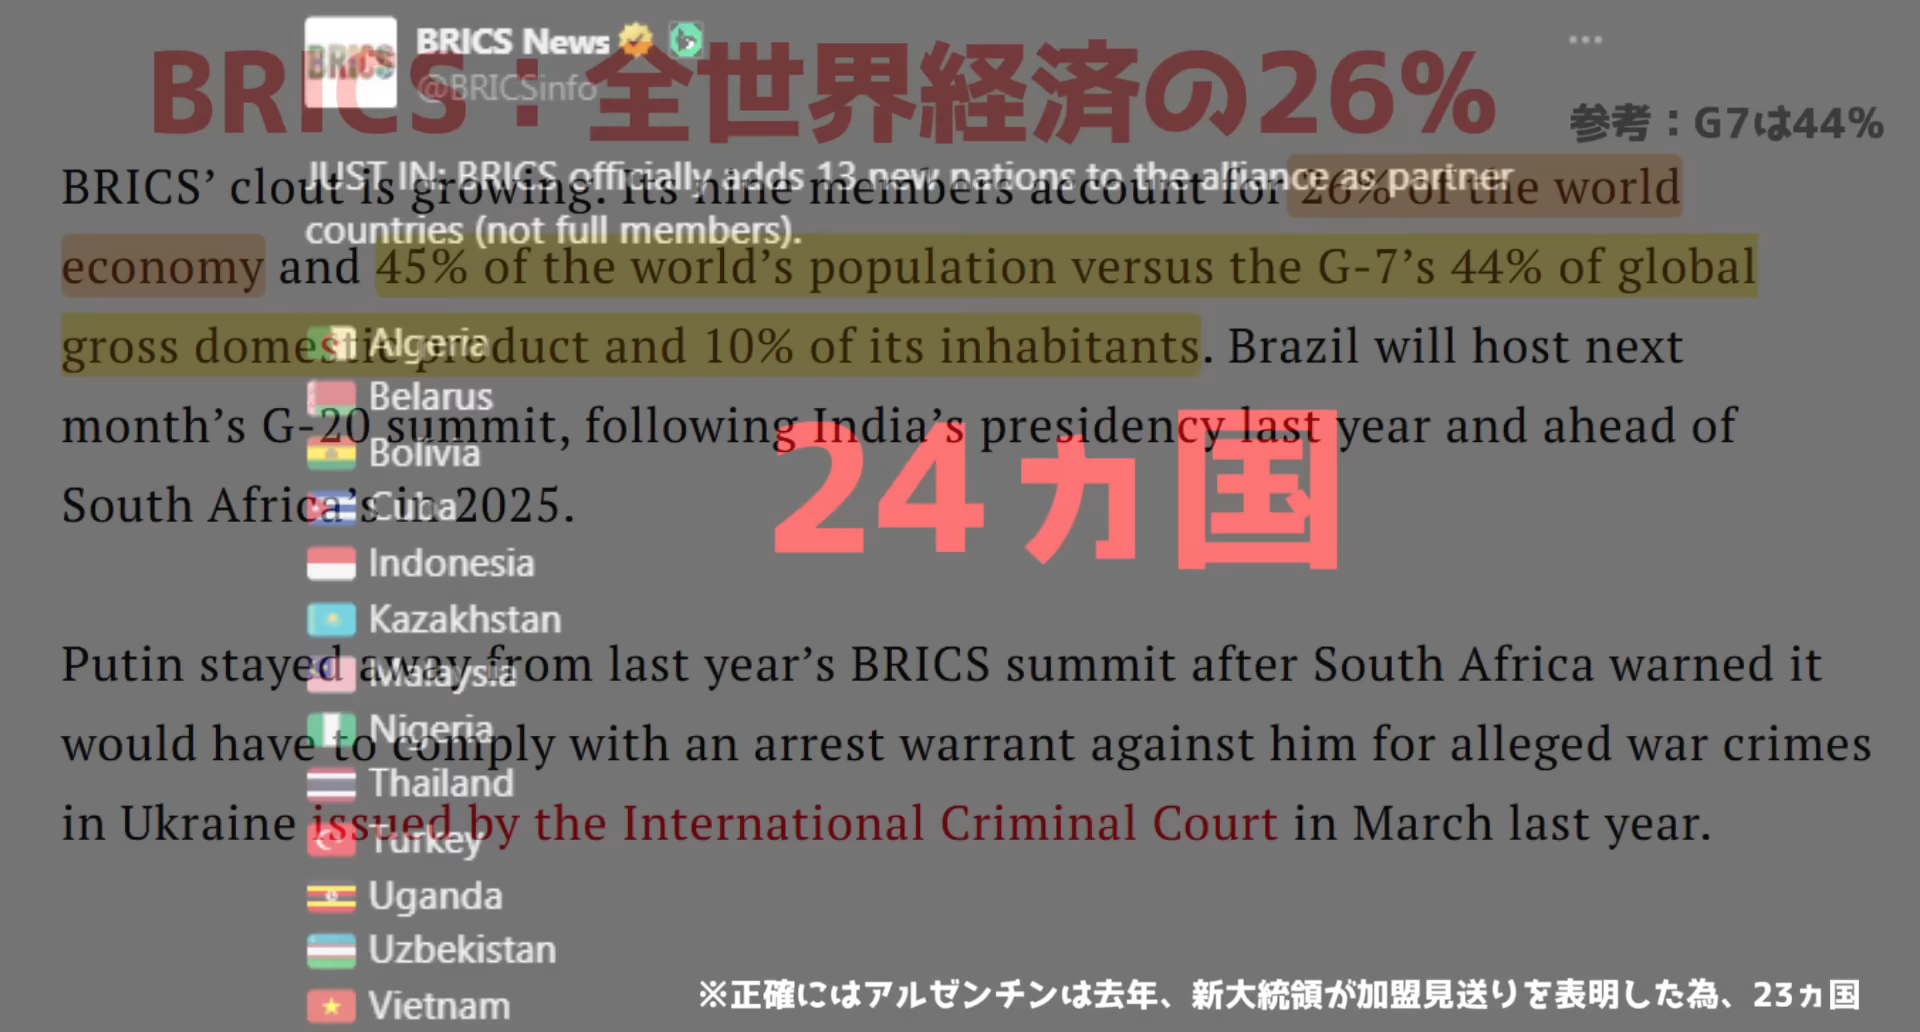 BRICS
BRICS News
@BRICSinfo
BRICS：全世界経済の26%
参考：G7は44%
JUST IN: BRICS officially adds 13 new nations to the alliance as partner
countries (not full members).
BRICS’ clout is growing. Its nine members account for 26% of the world
economy and 45% of the world’s population versus the G-7’s 44% of global
gross domestic product and 10% of its inhabitants. Brazil will host next
month’s G-20 summit, following India’s presidency last year and ahead of
South Africa’s in 2025.
Putin stayed away from last year’s BRICS summit after South Africa warned it
would have to comply with an arrest warrant against him for alleged war crimes
in Ukraine issued by the International Criminal Court in March last year.
Algeria
Belarus
Bolivia
Cuba
Indonesia
Kazakhstan
Malaysia
Nigeria
Thailand
Turkey
Uganda
Uzbekistan
Vietnam
24ヵ国
※正確にはアルゼンチンは去年、新大統領が加盟見送りを表明した為、23ヵ国